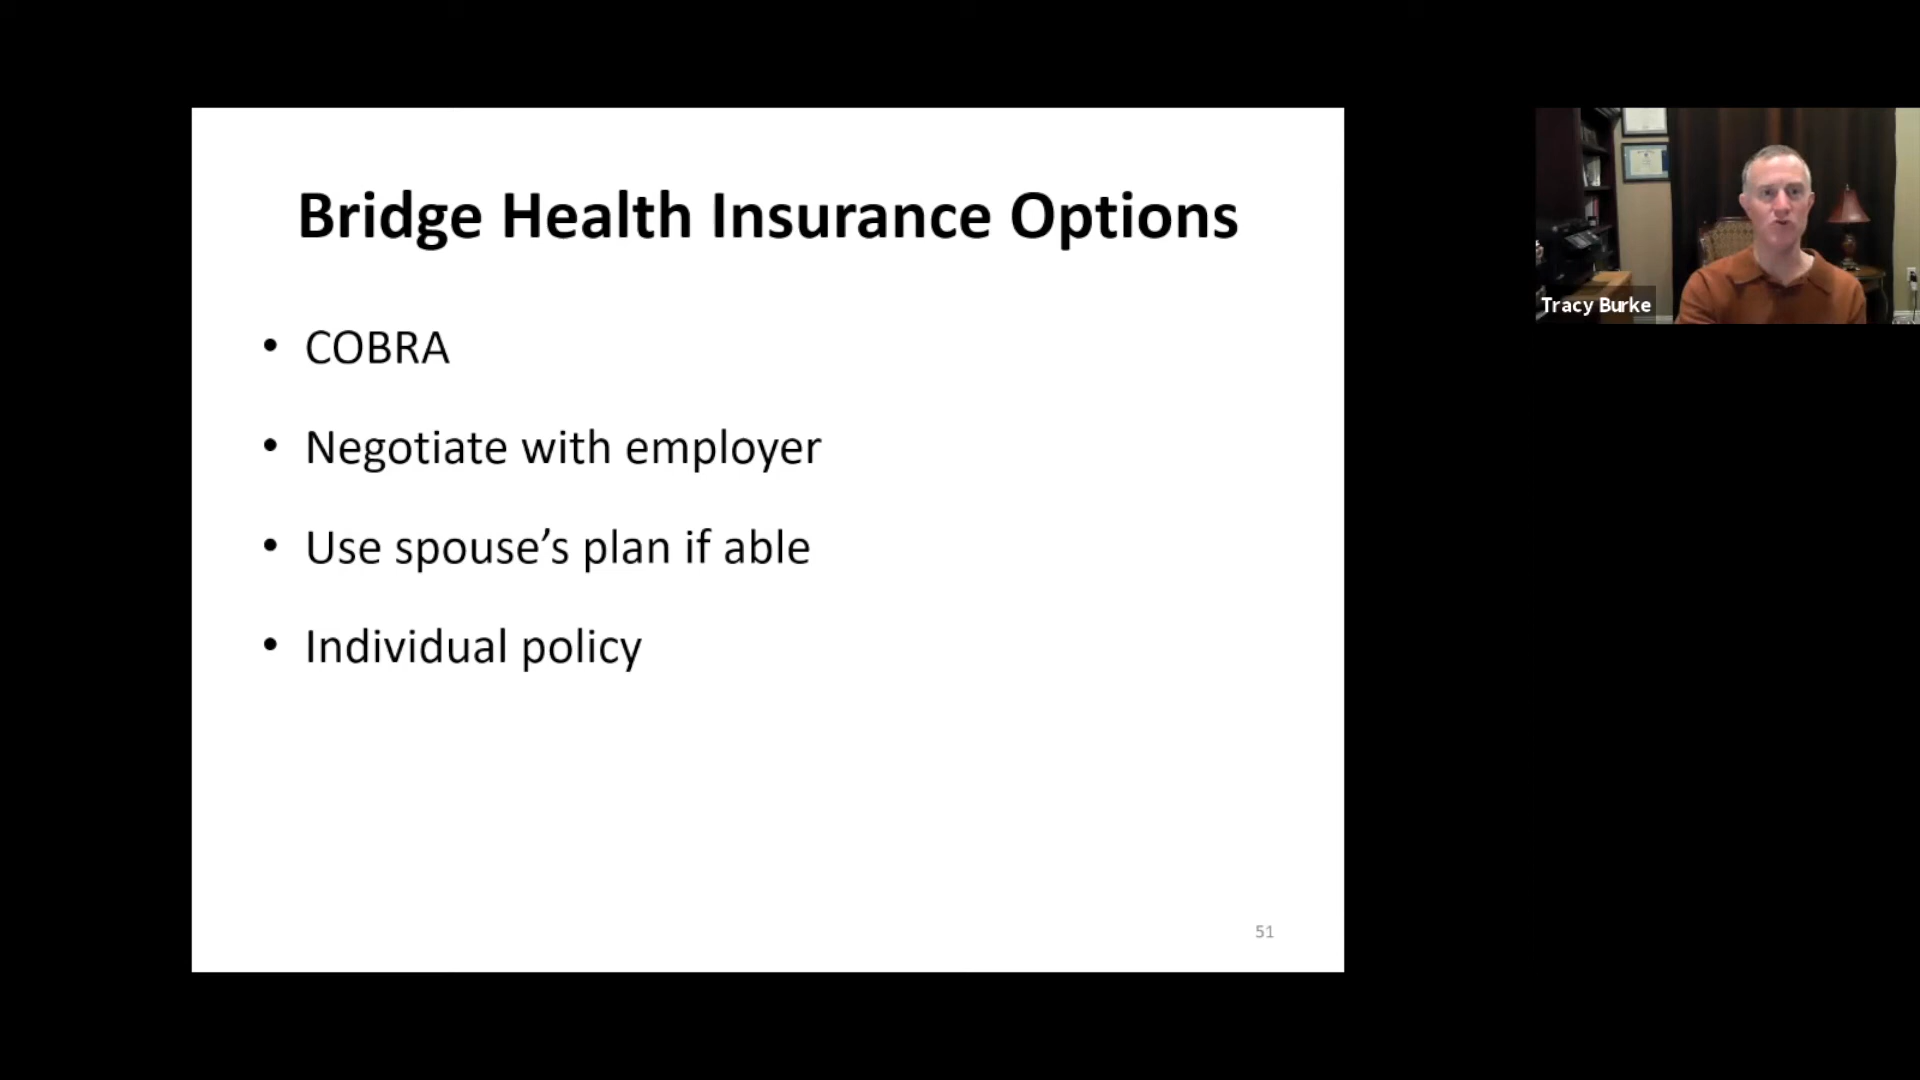 Bridge Health Insurance Options
• COBRA
• Negotiate with employer
• Use spouse’s plan if able
• Individual policy
51
Tracy Burke